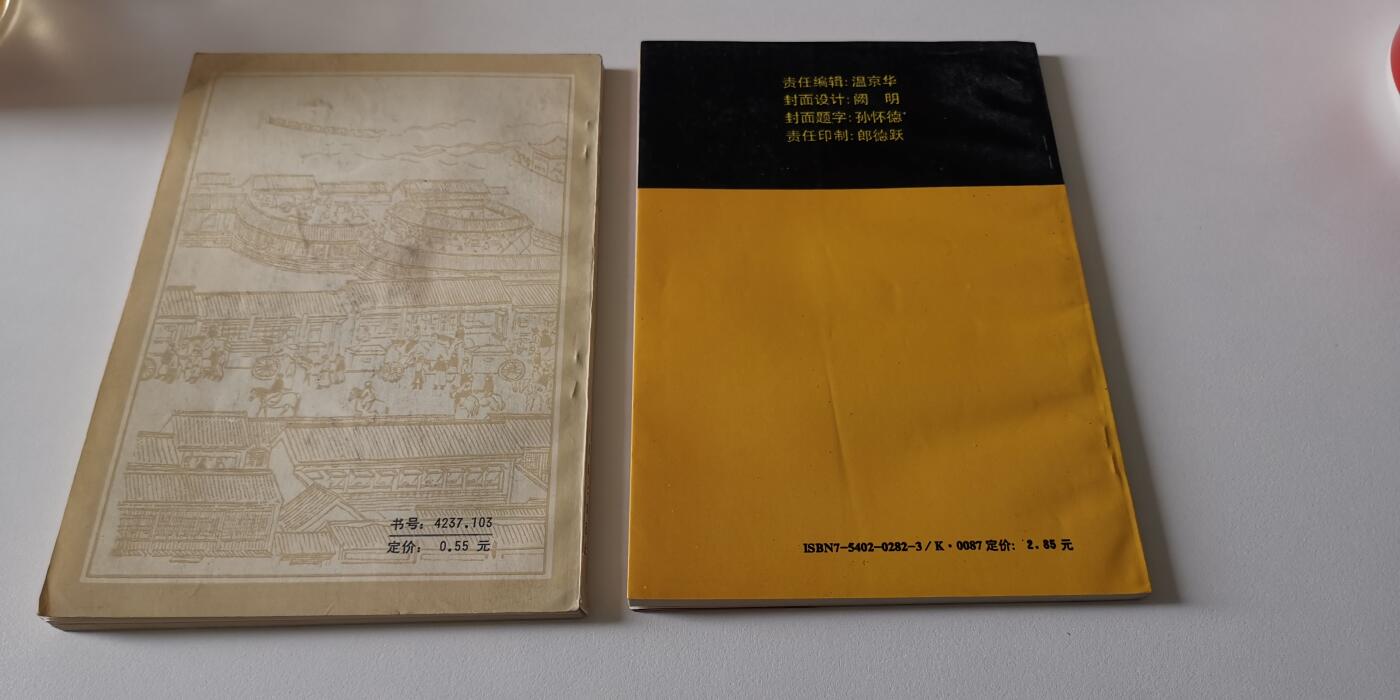 书号：4237.103
定价：0.55 元
责任编辑：温京华
封面设计：阙　明
封面题字：孙怀德
责任印制：郎德跃
ISBN7-5402-0282-3/K·0087 定价：2.85 元